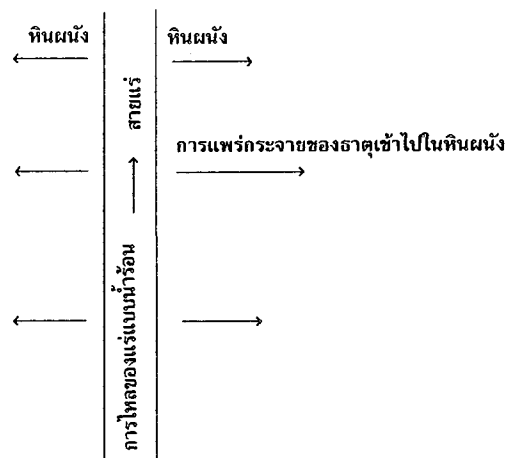 หินผนัง
หินผนัง
สายแร่
การแพร่กระจายของธาตุเข้าไปในหินผนัง
การไหลของแร่แบบน้ำร้อน